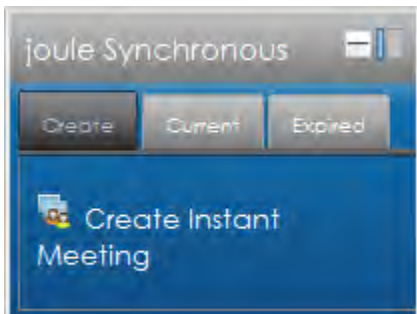 joule Synchronous
Create Current Expired
Create Instant
Meeting